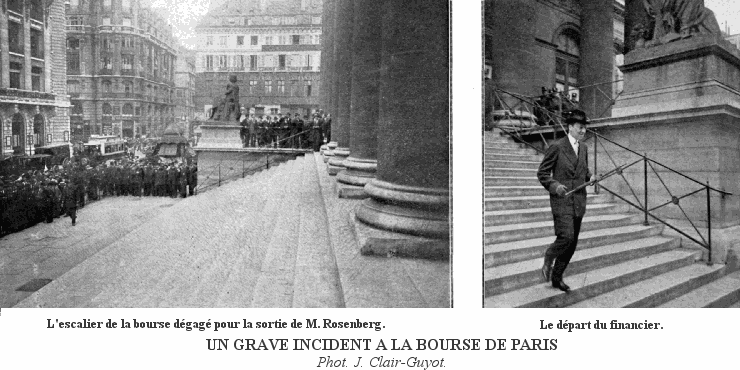 L'escalier de la bourse dégagé pour la sortie de M. Rosenberg.
Le départ du financier.
UN GRAVE INCIDENT A LA BOURSE DE PARIS
Phot. J. Clair-Guyot.